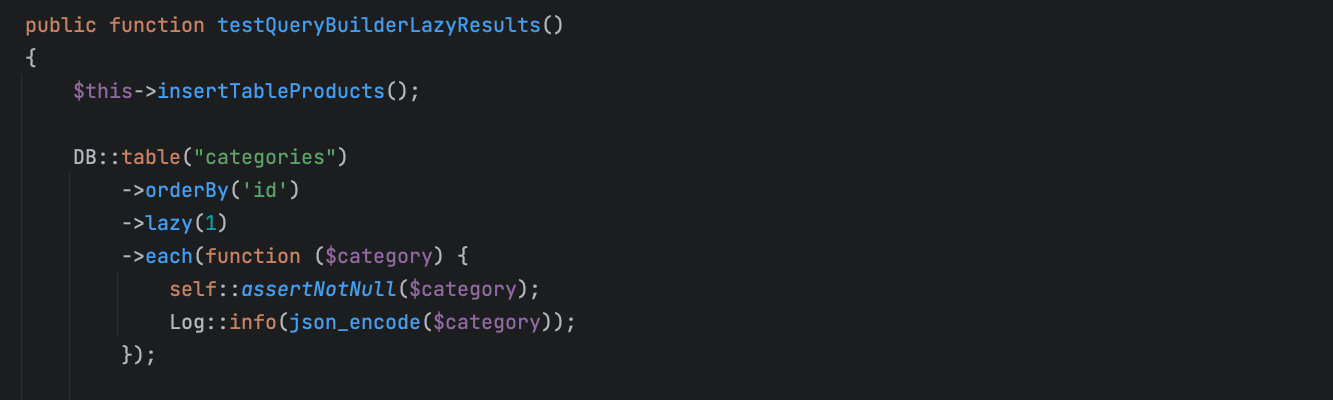 public function testQueryBuilderLazyResults()
{
    $this->insertTableProducts();

    DB::table("categories")
        ->orderBy('id')
        ->lazy(1)
        ->each(function ($category) {
            self::assertNotNull($category);
            Log::info(json_encode($category));
        });